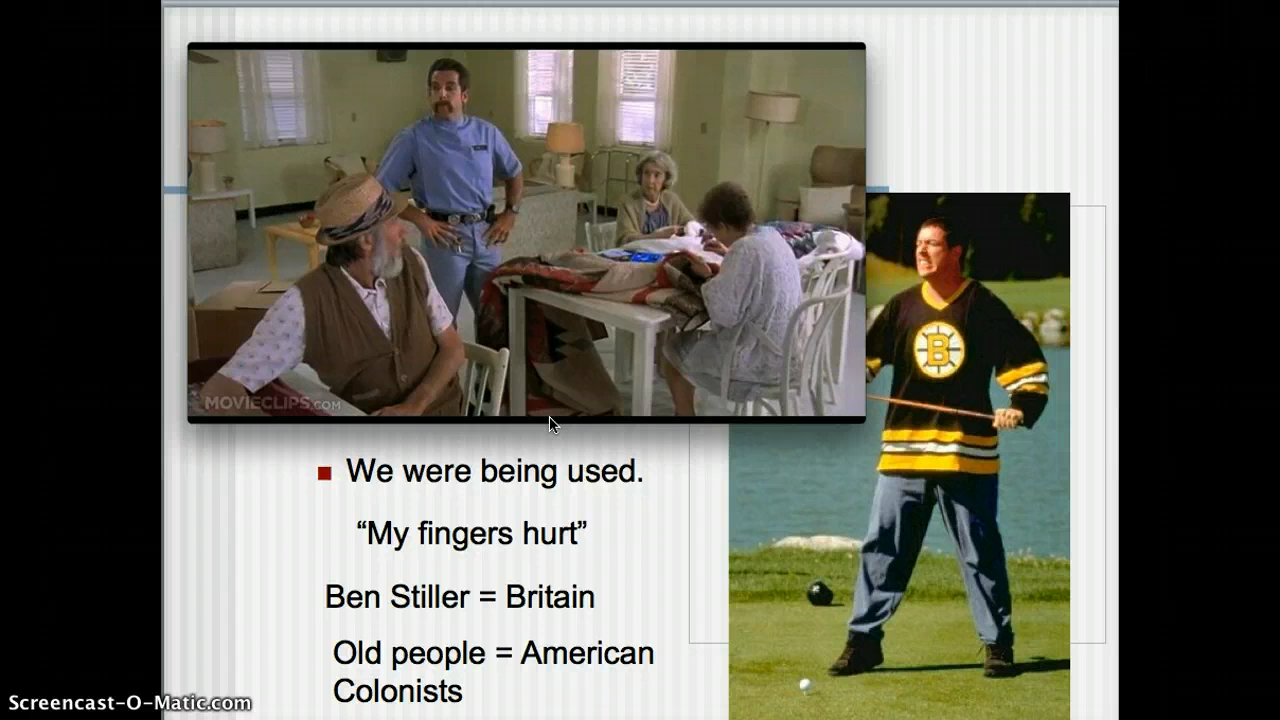 MOVIECLIPS.COM
B
We were being used.
“My fingers hurt”
Ben Stiller = Britain
Old people = American
Colonists
Screencast-O-Matic.com